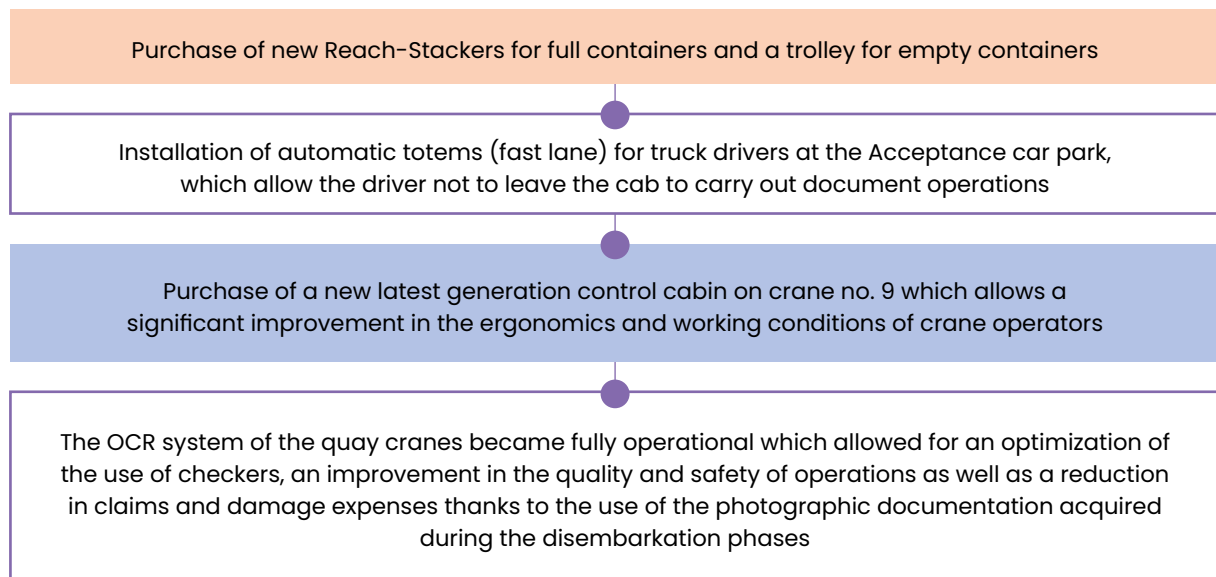 Purchase of new Reach-Stackers for full containers and a trolley for empty containers
Installation of automatic totems (fast lane) for truck drivers at the Acceptance car park,
which allow the driver not to leave the cab to carry out document operations
Purchase of a new latest generation control cabin on crane no. 9 which allows a
significant improvement in the ergonomics and working conditions of crane operators
The OCR system of the quay cranes became fully operational which allowed for an optimization of
the use of checkers, an improvement in the quality and safety of operations as well as a reduction
in claims and damage expenses thanks to the use of the photographic documentation acquired
during the disembarkation phases